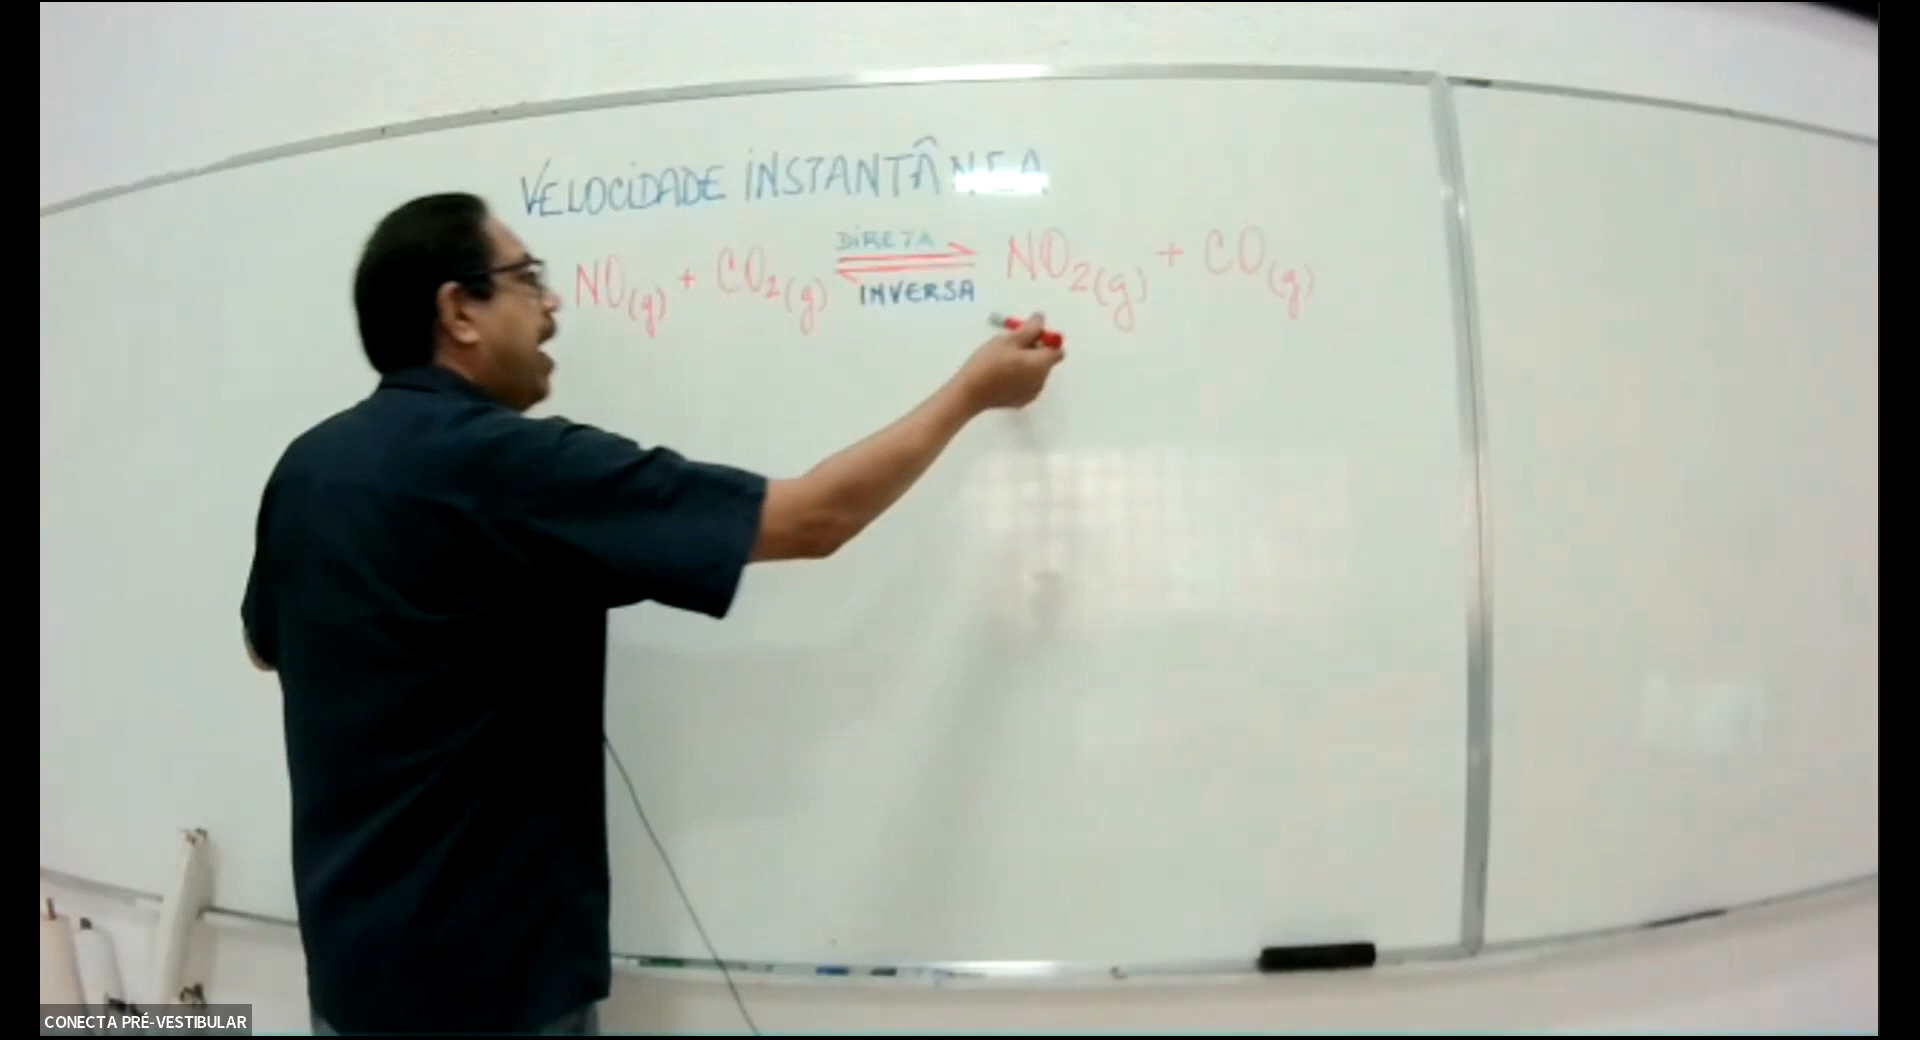 VELOCIDADE INSTANTÂNEA
DIRETA
NO(g) + CO2(g) ⇌ NO2(g) + CO(g)
INVERSA
CONECTA PRÉ-VESTIBULAR